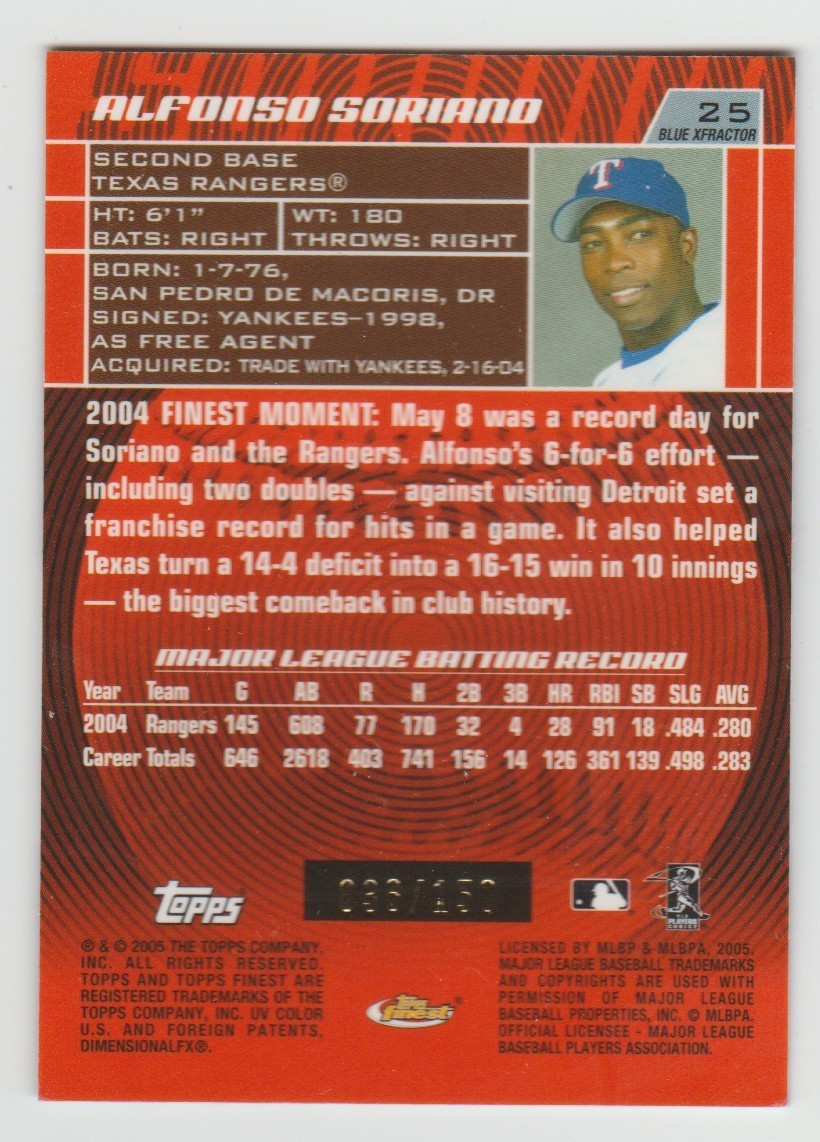 ALFONSO SORIANO
25
BLUE XFRACTOR
SECOND BASE
TEXAS RANGERS®
HT: 6'1" WT: 180
BATS: RIGHT THROWS: RIGHT
BORN: 1-7-76,
SAN PEDRO DE MACORIS, DR
SIGNED: YANKEES–1998,
AS FREE AGENT
ACQUIRED: TRADE WITH YANKEES, 2-16-04
T
2004 FINEST MOMENT: May 8 was a record day for
Soriano and the Rangers. Alfonso's 6-for-6 effort —
including two doubles — against visiting Detroit set a
franchise record for hits in a game. It also helped
Texas turn a 14-4 deficit into a 16-15 win in 10 innings
— the biggest comeback in club history.
MAJOR LEAGUE BATTING RECORD
Year Team G AB R H 2B 3B HR RBI SB SLG AVG
2004 Rangers 145 608 77 170 32 4 28 91 18 .484 .280
Career Totals 646 2618 403 741 156 14 126 361 139 .498 .283
Topps
/150
PLAYERS
CHOICE
® & © 2005 THE TOPPS COMPANY,
INC. ALL RIGHTS RESERVED.
TOPPS AND TOPPS FINEST ARE
REGISTERED TRADEMARKS OF THE
TOPPS COMPANY, INC. UV COLOR
U.S. AND FOREIGN PATENTS,
DIMENSIONALFX®.
Topps
finest®
LICENSED BY MLBP & MLBPA, 2005.
MAJOR LEAGUE BASEBALL TRADEMARKS
AND COPYRIGHTS ARE USED WITH
PERMISSION OF MAJOR LEAGUE
BASEBALL PROPERTIES, INC. © MLBPA.
OFFICIAL LICENSEE - MAJOR LEAGUE
BASEBALL PLAYERS ASSOCIATION.